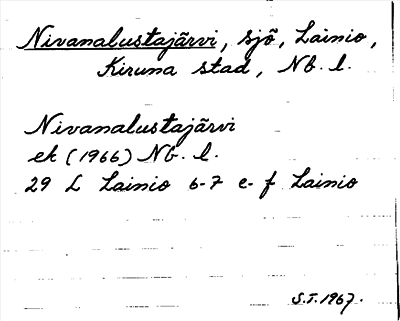 Nivanalustajärvi, sjö, Lainio,
Kiruna stad, Nb. l.
Nivanalustajärvi
ek (1966) Nb. l.
29 L Lainio 6-7 e-f Lainio
S.T. 1967.